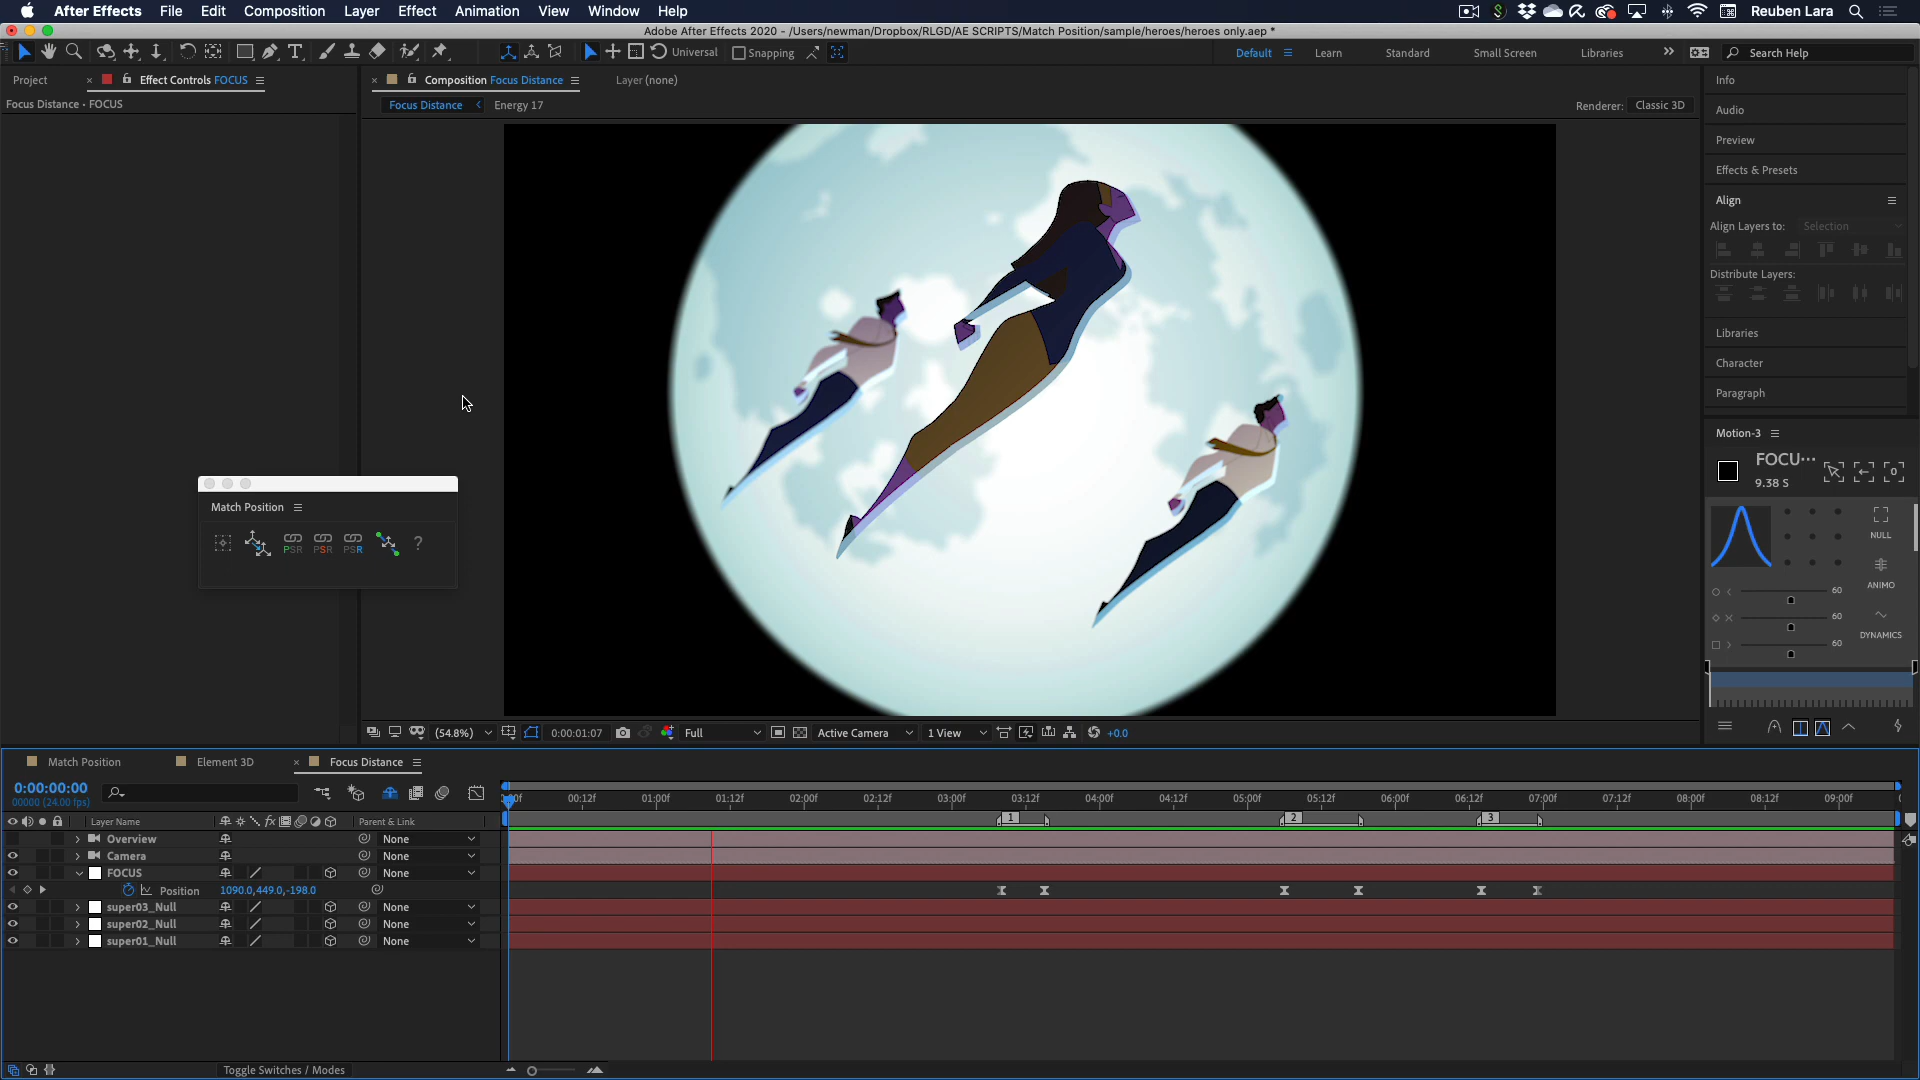 After Effects File Edit Composition Layer Effect Animation View Window Help Reuben Lara
Adobe After Effects 2020 - /Users/newman/Dropbox/RLGD/AE SCRIPTS/Match Position/sample/heroes/heroes only.aep *
Universal Snapping Default Learn Standard Small Screen Libraries Search Help
Project Effect Controls FOCUS Composition Focus Distance Layer (none)
Focus Distance • FOCUS
Focus Distance Energy 17 Renderer: Classic 3D
Info
Audio
Preview
Effects & Presets
Align
Align Layers to: Selection
Distribute Layers:
Libraries
Character
Paragraph
Motion-3
FOCU···
9.38 S
NULL
ANIMO
60
60
DYNAMICS
60
Match Position
PSR PSR PSR ?
(54.8%) 0:00:01:07 Full Active Camera 1 View +0.0
Match Position Element 3D Focus Distance
0:00:00:00
00000 (24.00 fps)
00:12f 01:00f 01:12f 02:00f 02:12f 03:00f 03:12f 04:00f 04:12f 05:00f 05:12f 06:00f 06:12f 07:00f 07:12f 08:00f 08:12f 09:00f
Layer Name fx Parent & Link 1 2 3
Overview None
Camera None
FOCUS None
Position 1090.0,449.0,-198.0
super03_Null None
super02_Null None
super01_Null None
Toggle Switches / Modes